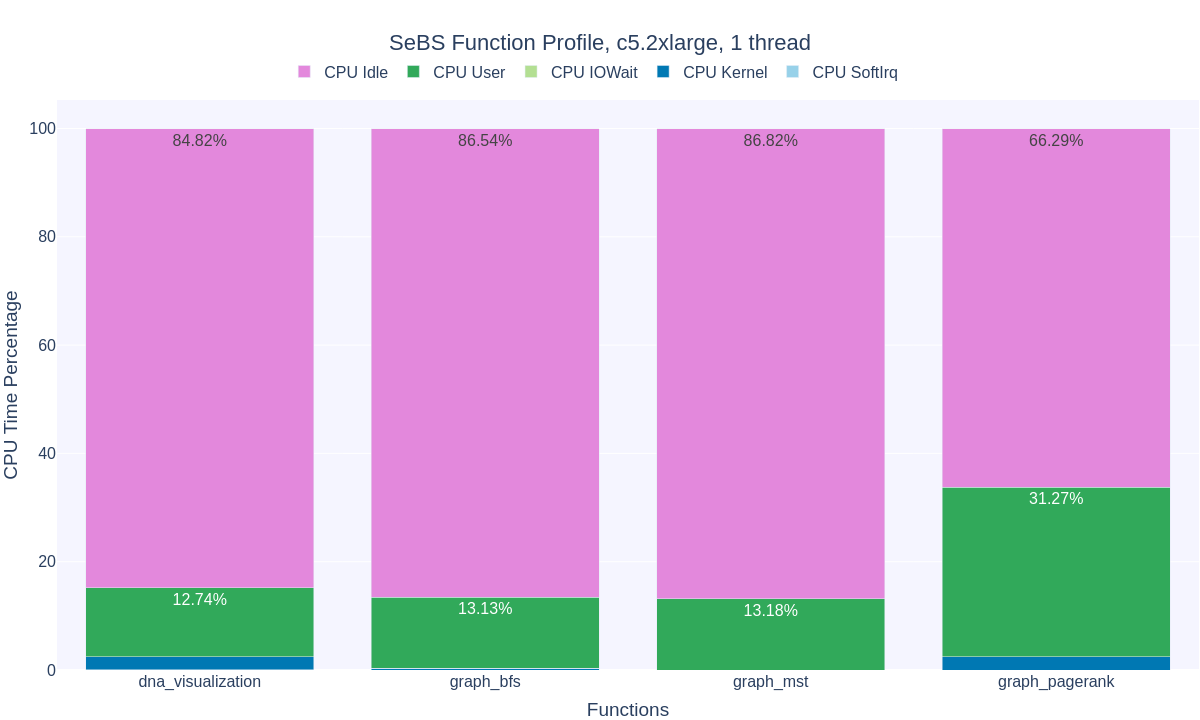 SeBS Function Profile, c5.2xlarge, 1 thread
CPU Idle CPU User CPU IOWait CPU Kernel CPU SoftIrq
CPU Time Percentage
100
80
60
40
20
0
84.82% 86.54% 86.82% 66.29%
31.27%
12.74% 13.13% 13.18%
dna_visualization graph_bfs graph_mst graph_pagerank
Functions